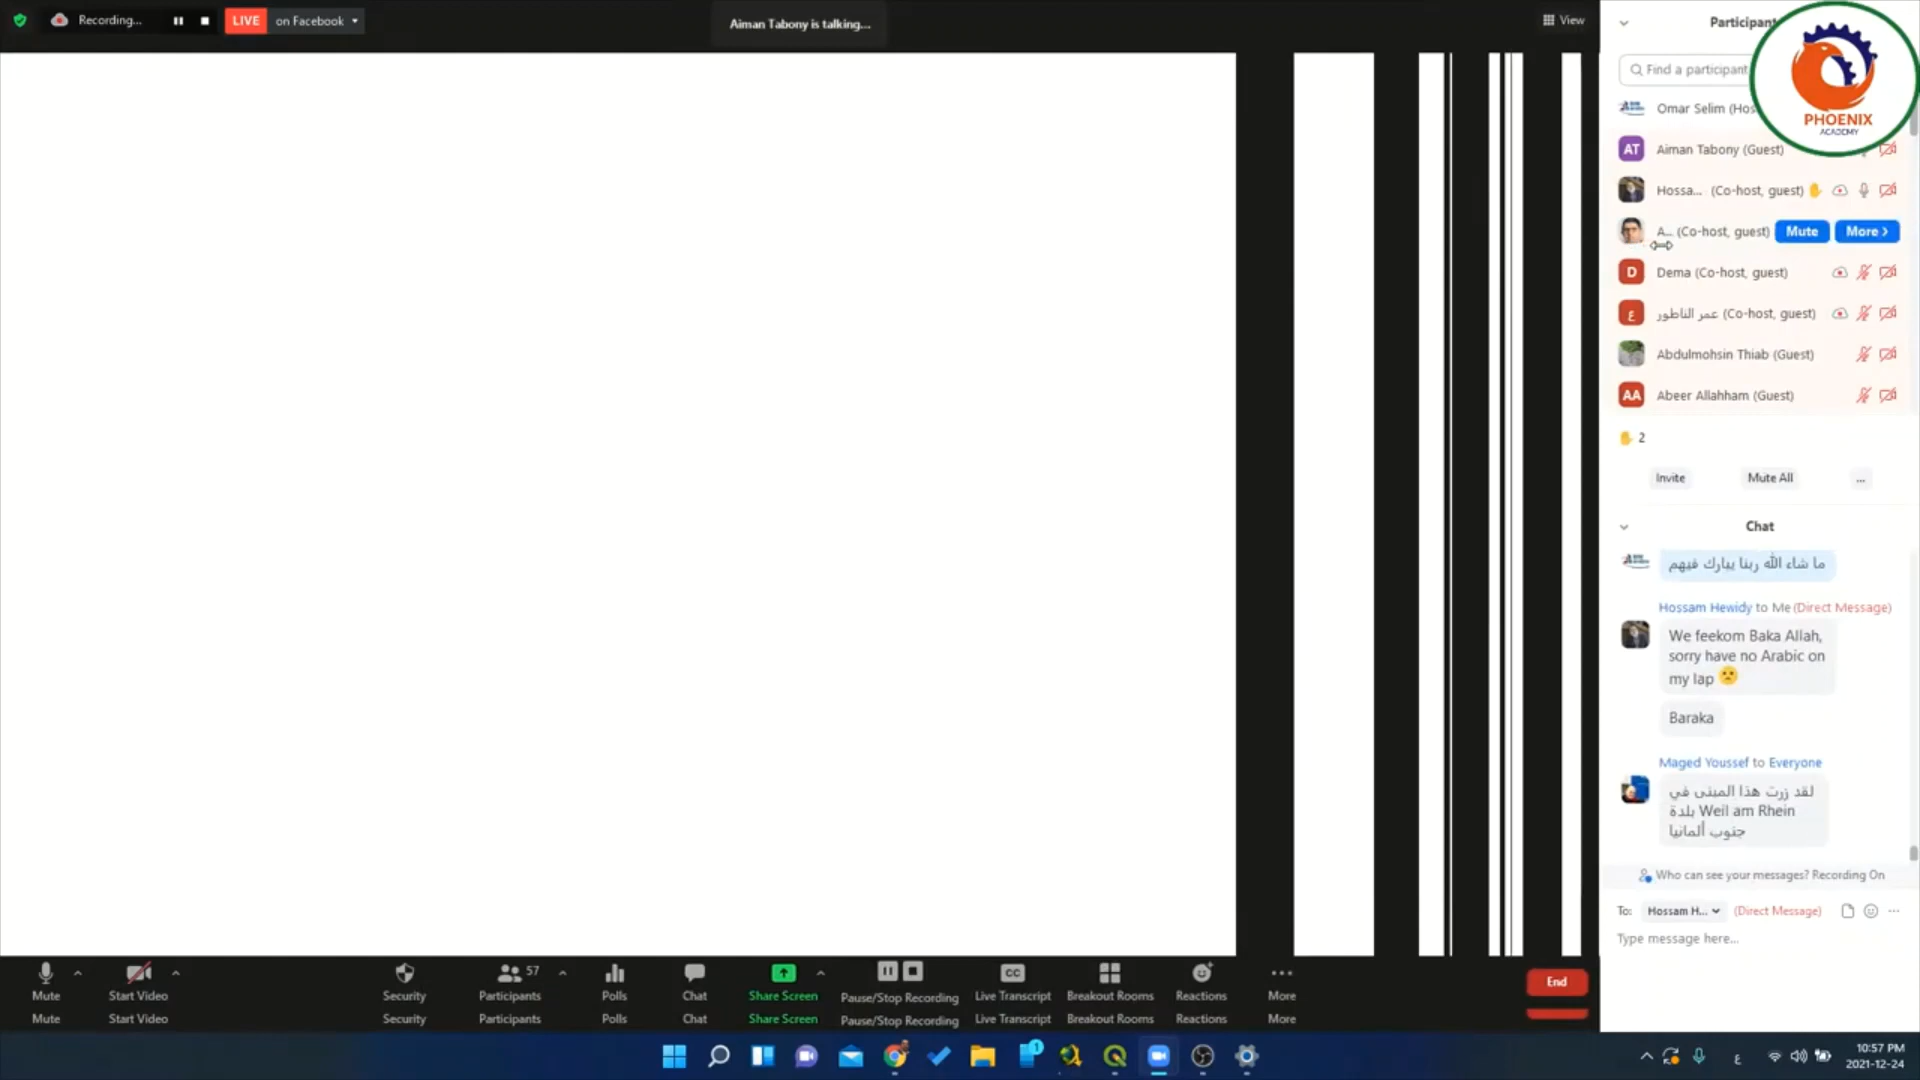 Recording...
LIVE on Facebook
Aiman Tabony is talking...
View
Participant
Find a participant
PHOENIX
ACADEMY
Omar Selim (Hos
AT Aiman Tabony (Guest)
Hossa... (Co-host, guest)
A... (Co-host, guest) Mute More >
D Dema (Co-host, guest)
ع عمر الناطور (Co-host, guest)
Abdulmohsin Thiab (Guest)
AA Abeer Allahham (Guest)
2
Invite Mute All ...
Chat
ما شاء الله ربنا يبارك فيهم
Hossam Hewidy to Me (Direct Message)
We feekom Baka Allah,
sorry have no Arabic on
my lap
Baraka
Maged Youssef to Everyone
لقد زرت هذا المبنى في
بلدة Weil am Rhein
جنوب ألمانيا
Who can see your messages? Recording On
To: Hossam H... (Direct Message) ...
Type message here...
57 CC
Mute Start Video Security Participants Polls Chat Share Screen Pause/Stop Recording Live Transcript Breakout Rooms Reactions More End
Mute Start Video Security Participants Polls Chat Share Screen Pause/Stop Recording Live Transcript Breakout Rooms Reactions More
1
ع
10:57 PM
2021-12-24